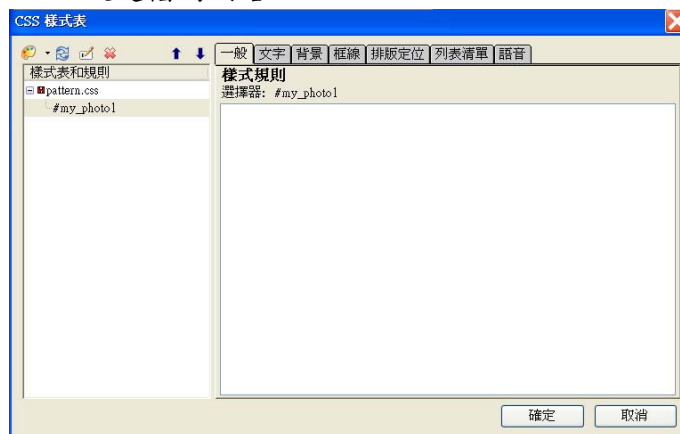 CSS 樣式表
一般 文字 背景 框線 排版定位 列表清單 語音
樣式表和規則
樣式規則
選擇器: #my_photo1
pattern.css
#my_photo1
確定 取消